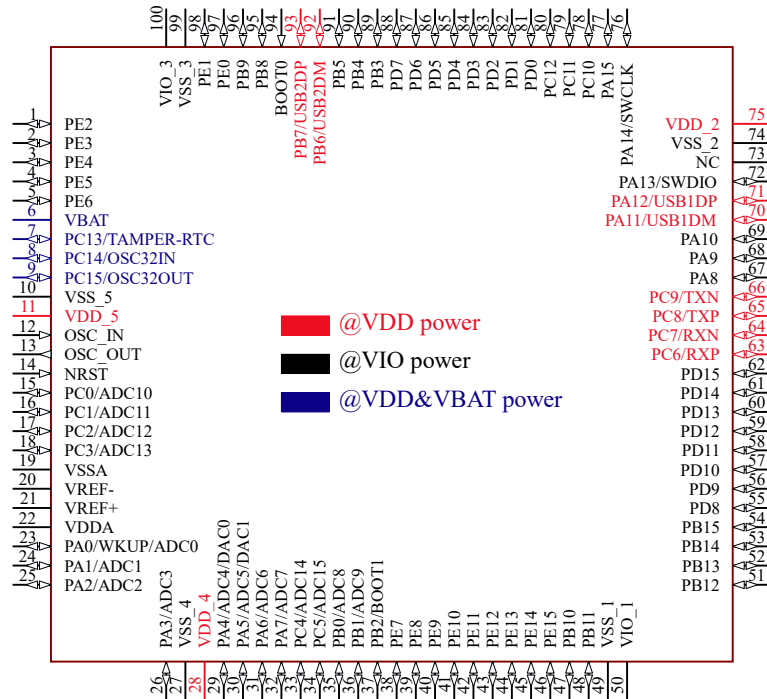 100 99 98 97 96 95 94 93 92 91 90 89 88 87 86 85 84 83 82 81 80 79 78 77 76
VIO_3 VSS_3 PE1 PE0 PB9 PB8 BOOT0 PB7/USB2DP PB6/USB2DM PB5 PB4 PB3 PD7 PD6 PD5 PD4 PD3 PD2 PD1 PD0 PC12 PC11 PC10 PA15 PA14/SWCLK
1 PE2
2 PE3
3 PE4
4 PE5
5 PE6
6 VBAT
7 PC13/TAMPER-RTC
8 PC14/OSC32IN
9 PC15/OSC32OUT
10 VSS_5
11 VDD_5
12 OSC_IN
13 OSC_OUT
14 NRST
15 PC0/ADC10
16 PC1/ADC11
17 PC2/ADC12
18 PC3/ADC13
19 VSSA
20 VREF-
21 VREF+
22 VDDA
23 PA0/WKUP/ADC0
24 PA1/ADC1
25 PA2/ADC2
@VDD power
@VIO power
@VDD&VBAT power
VDD_2 75
VSS_2 74
NC 73
PA13/SWDIO 72
PA12/USB1DP 71
PA11/USB1DM 70
PA10 69
PA9 68
PA8 67
PC9/TXN 66
PC8/TXP 65
PC7/RXN 64
PC6/RXP 63
PD15 62
PD14 61
PD13 60
PD12 59
PD11 58
PD10 57
PD9 56
PD8 55
PB15 54
PB14 53
PB13 52
PB12 51
PA3/ADC3 VSS_4 VDD_4 PA4/ADC4/DAC0 PA5/ADC5/DAC1 PA6/ADC6 PA7/ADC7 PC4/ADC14 PC5/ADC15 PB0/ADC8 PB1/ADC9 PB2/BOOT1 PE7 PE8 PE9 PE10 PE11 PE12 PE13 PE14 PE15 PB10 PB11 VSS_1 VIO_1
26 27 28 29 30 31 32 33 34 35 36 37 38 39 40 41 42 43 44 45 46 47 48 49 50